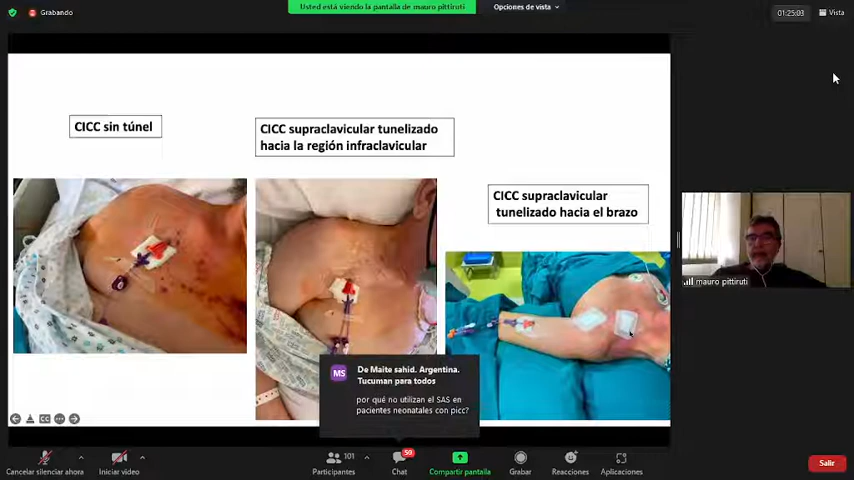 Grabando
Usted está viendo la pantalla de mauro pittiruti
Opciones de vista
01:25:03
Vista
CICC sin túnel
CICC supraclavicular tunelizado
hacia la región infraclavicular
CICC supraclavicular
tunelizado hacia el brazo
mauro pittiruti
MS
De Maite sahid. Argentina.
Tucuman para todos
por qué no utilizan el SAS en
pacientes neonatales con picc?
CC
Cancelar silenciar ahora
Iniciar video
101
Participantes
59
Chat
Compartir pantalla
Grabar
Reacciones
Aplicaciones
Salir